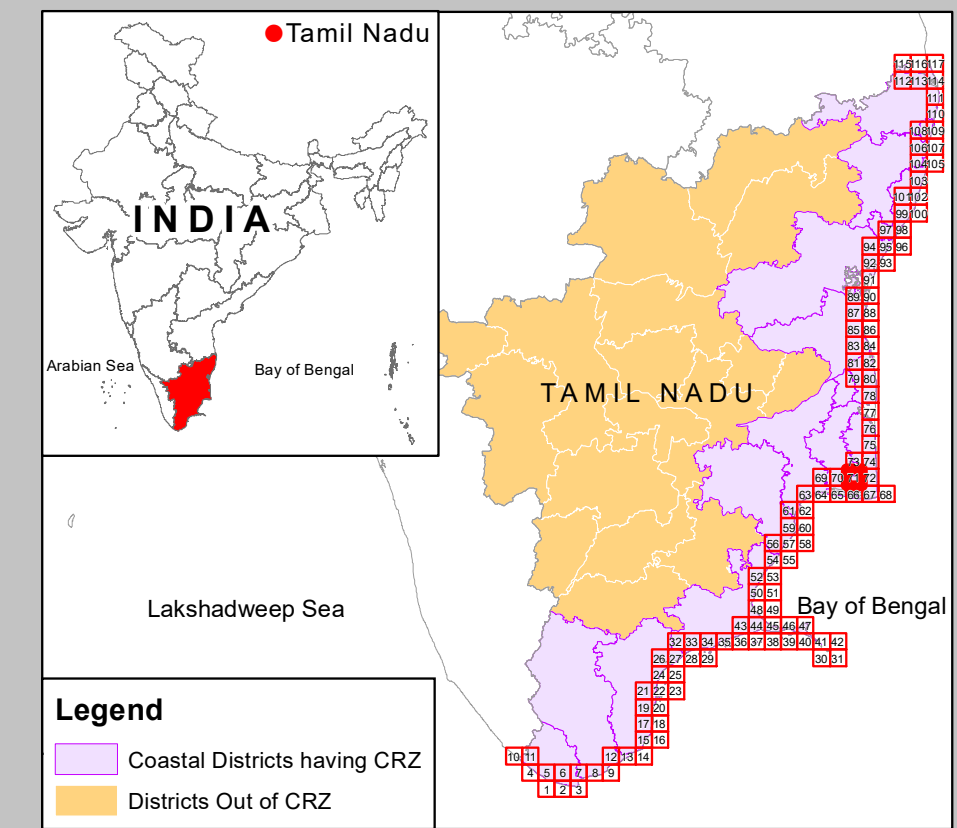 Tamil Nadu
INDIA
Arabian Sea
Bay of Bengal
115 116 117
112 113 114
111
110
108 109
106 107
104 105
103
101 102
99 100
97 98
94 95 96
92 93
91
89 90
87 88
85 86
83 84
81 82
79 80
TAMIL NADU
78
77
76
75
73 74
69 70 71 72
63 64 65 66 67 68
61 62
59 60
56 57 58
54 55
52 53
50 51
48 49
Lakshadweep Sea
Bay of Bengal
43 44 45 46 47
32 33 34 35 36 37 38 39 40 41 42
26 27 28 29 30 31
24 25
21 22 23
19 20
17 18
15 16
10 11 12 13 14
4 5 6 7 8 9
1 2 3
Legend
Coastal Districts having CRZ
Districts Out of CRZ